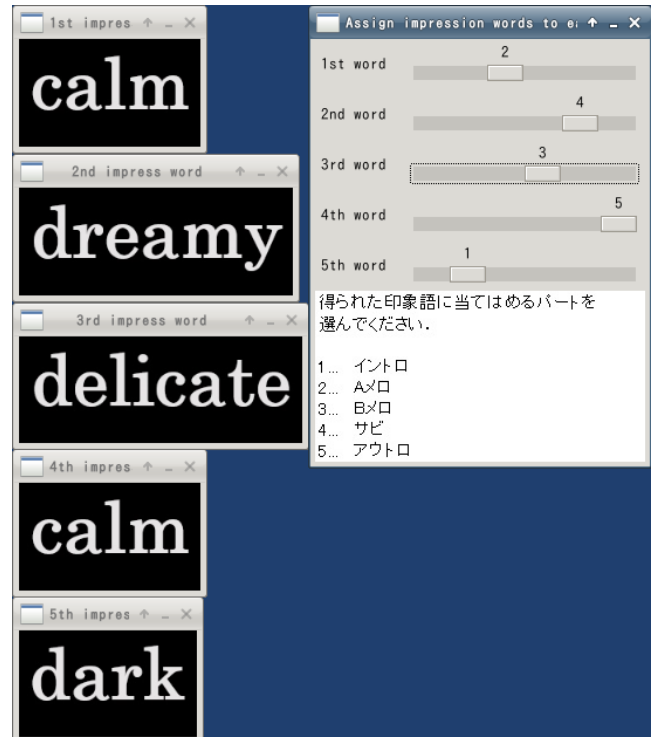 1st impres
calm
2nd impress word
dreamy
3rd impress word
delicate
4th impres
calm
5th impres
dark
Assign impression words to ea
1st word 2
2nd word 4
3rd word 3
4th word 5
5th word 1
得られた印象語に当てはめるパートを
選んでください．
1... イントロ
2... Aメロ
3... Bメロ
4... サビ
5... アウトロ